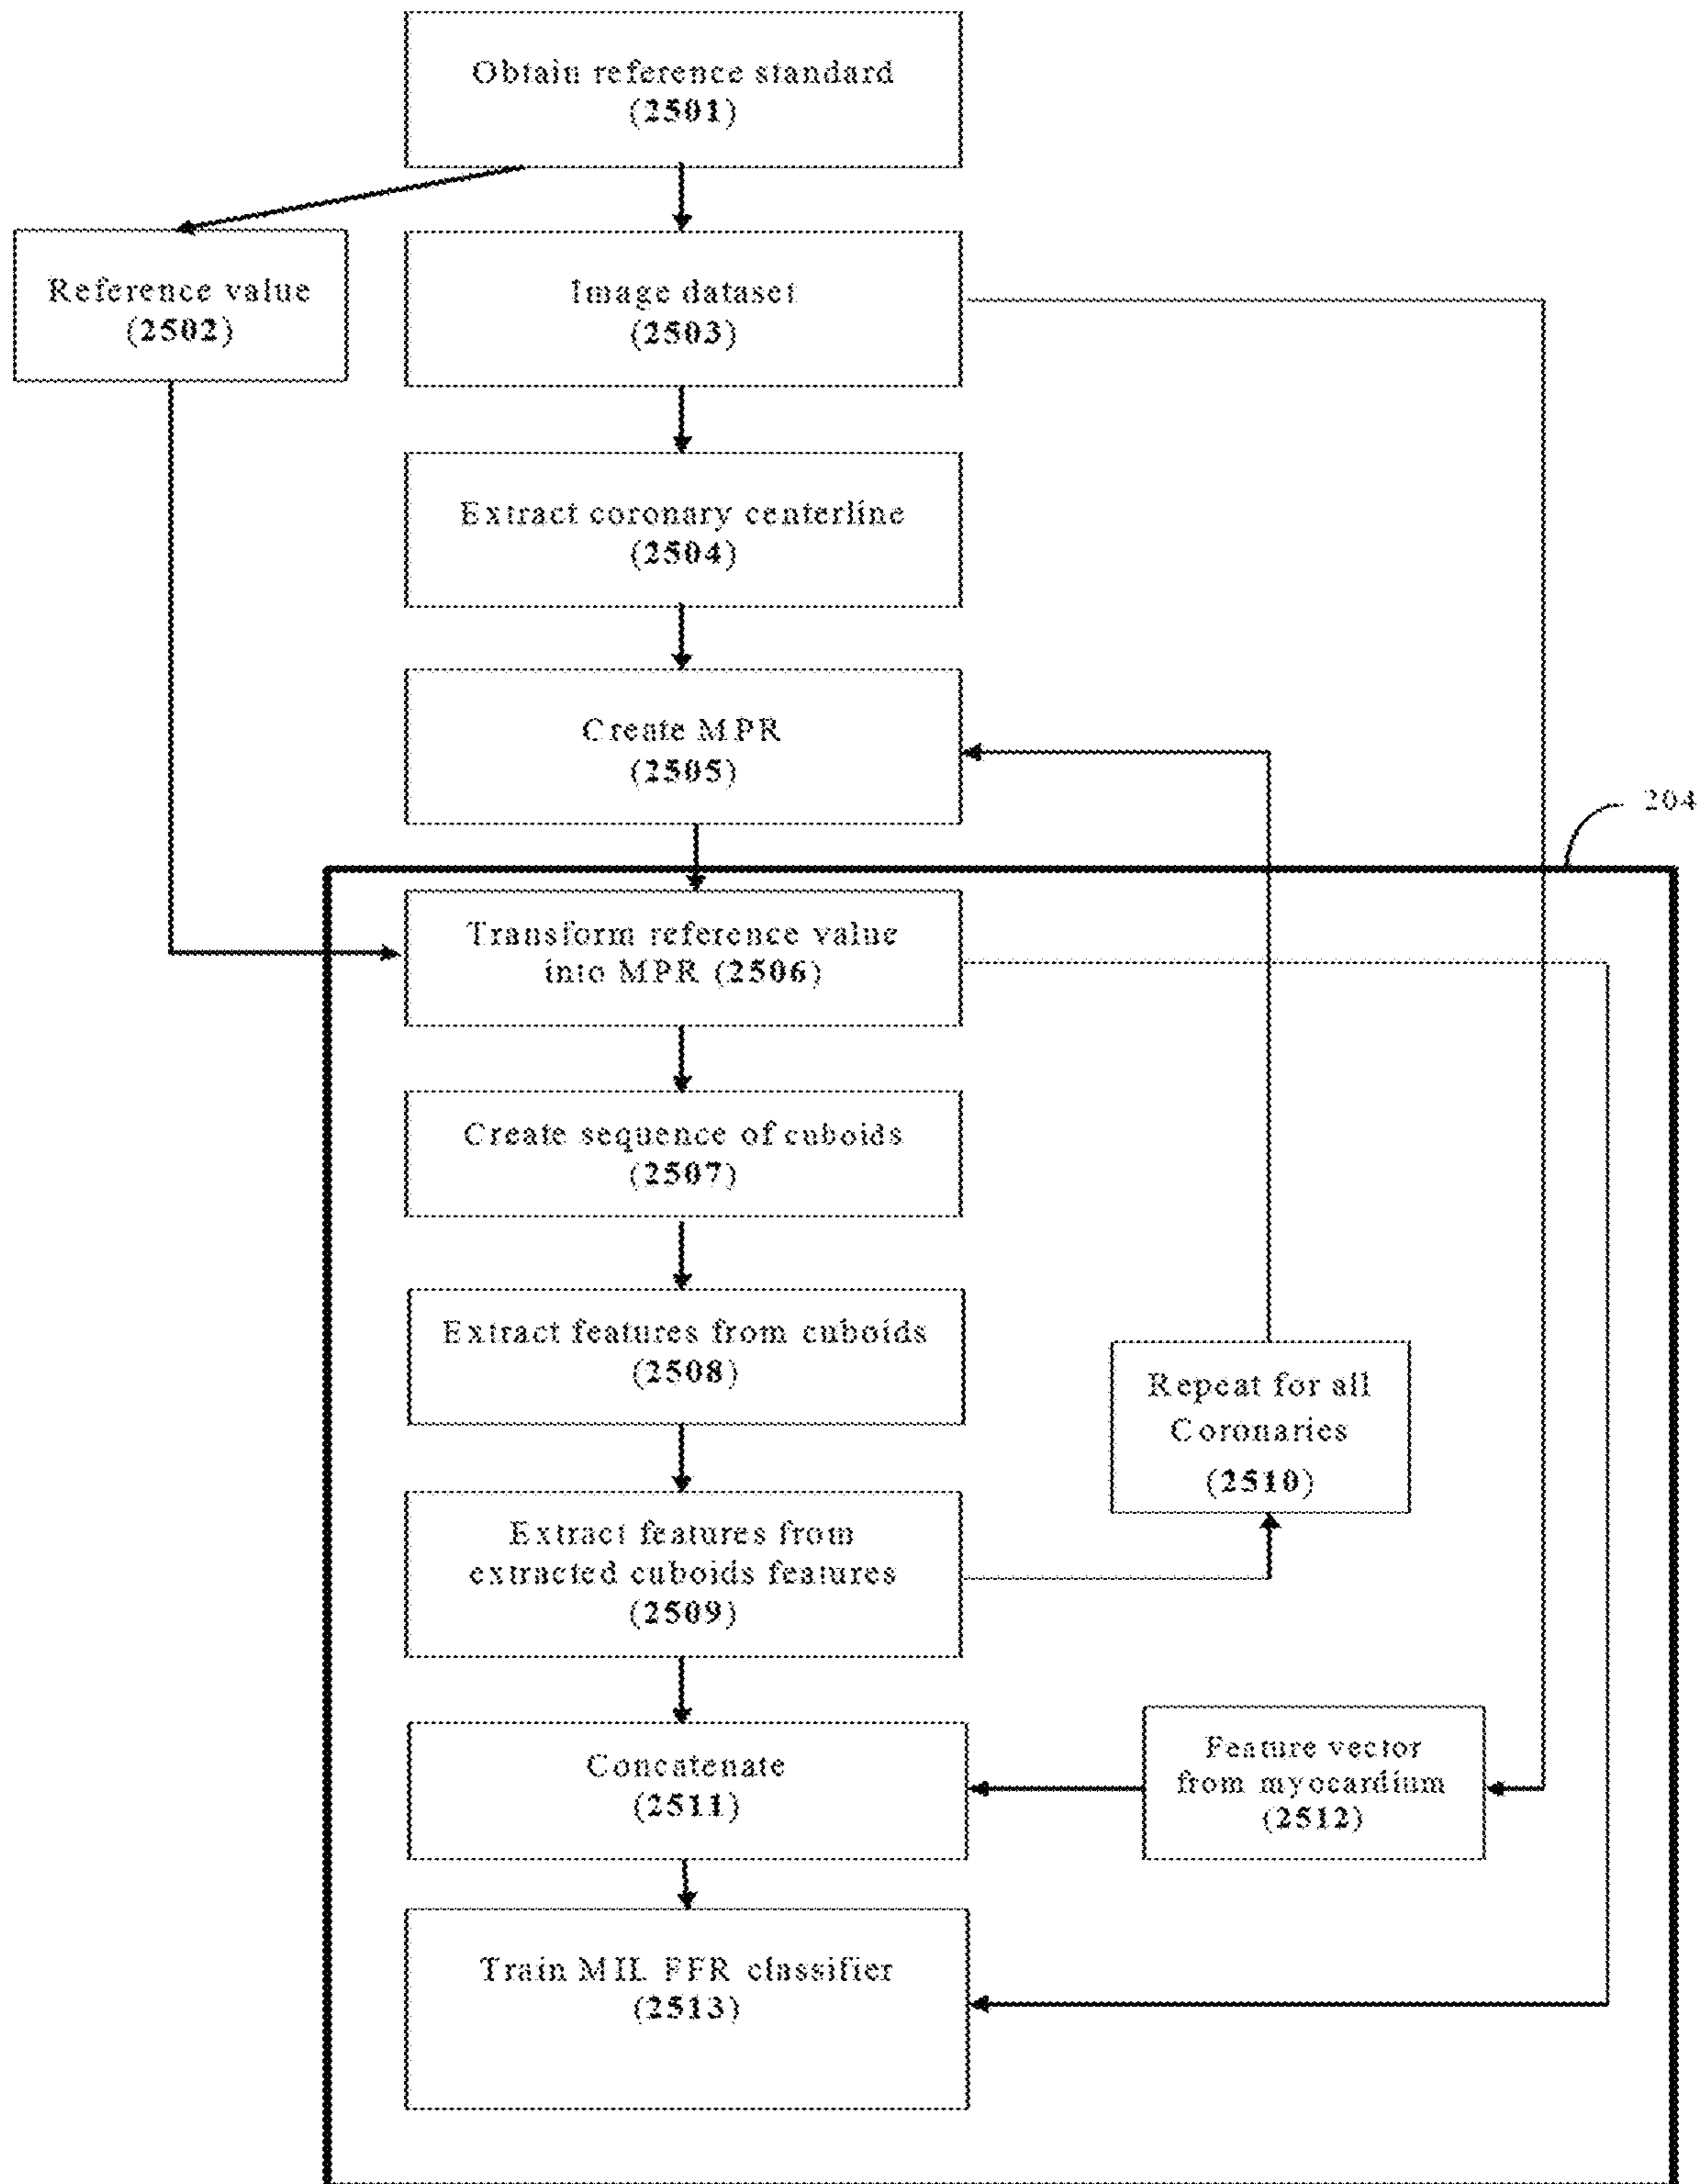 Obtain reference standard
(2501)
Reference value
(2502)
Image dataset
(2503)
Extract coronary centerline
(2504)
Create MPR
(2505)
204
Transform reference value
into MPR (2506)
Create sequence of cuboids
(2507)
Extract features from cuboids
(2508)
Repeat for all
Coronaries
(2510)
Extract features from
extracted cuboids features
(2509)
Concatenate
(2511)
Feature vector
from myocardium
(2512)
Train MIL FFR classifier
(2513)